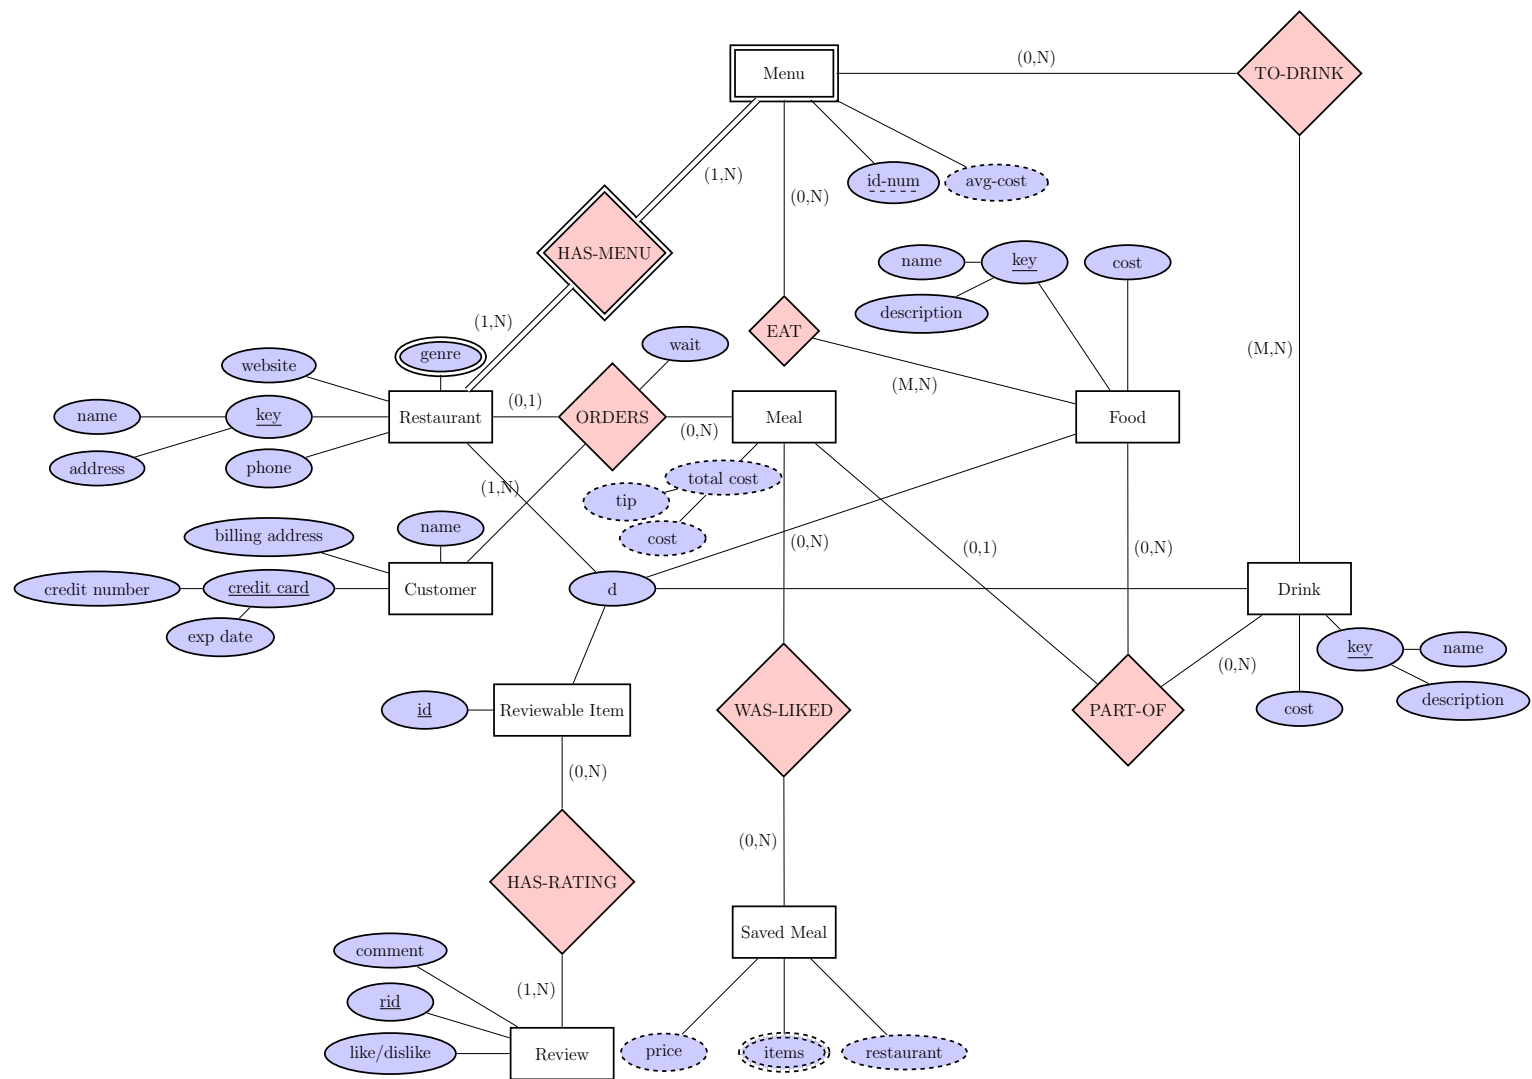 (0,N)
Menu
TO-DRINK
(1,N)
id-num
avg-cost
(0,N)
HAS-MENU
name
key
cost
description
(1,N)
EAT
wait
(M,N)
genre
website
(M,N)
(0,1)
name
key
Restaurant
ORDERS
Meal
Food
(0,N)
address
phone
total cost
(1,N)
tip
name
billing address
cost
(0,N)
(0,1)
(0,N)
credit number
credit card
Customer
d
Drink
exp date
key
name
(0,N)
description
id
Reviewable Item
WAS-LIKED
PART-OF
cost
(0,N)
(0,N)
HAS-RATING
Saved Meal
comment
(1,N)
rid
like/dislike
Review
price
items
restaurant